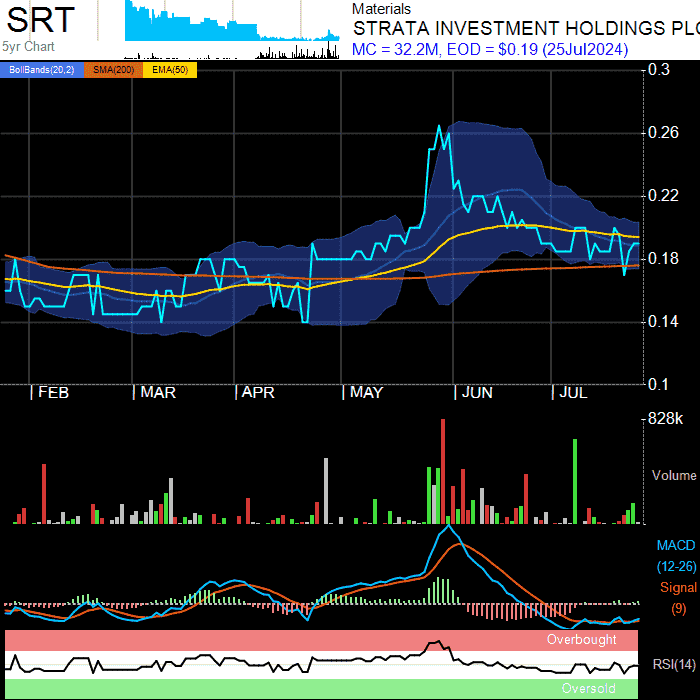 SRT
5yr Chart
Materials
STRATA INVESTMENT HOLDINGS PLC
MC = 32.2M, EOD = $0.19 (25Jul2024)
BollBands(20,2) SMA(200) EMA(50)
0.3
0.26
0.22
0.18
0.14
0.1
FEB MAR APR MAY JUN JUL
828k
Volume
MACD
(12-26)
Signal
(9)
Overbought
RSI(14)
Oversold